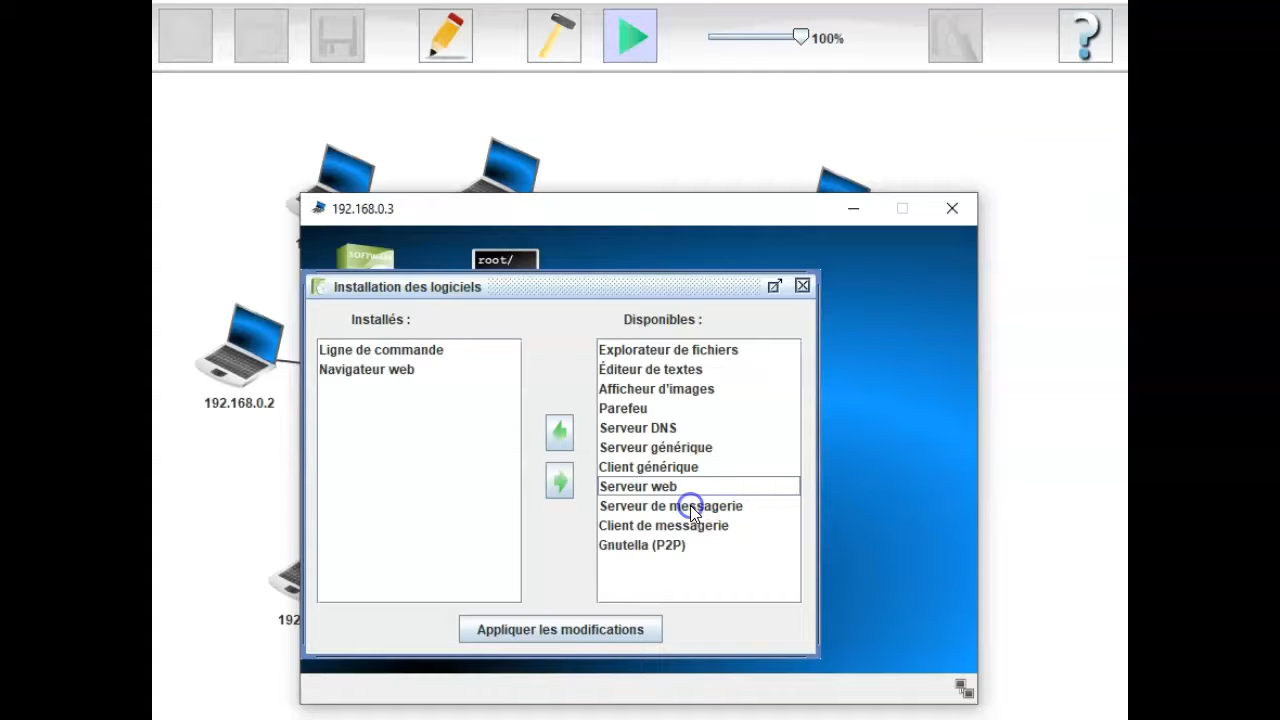 100%
192.168.0.3
SOFTWARE
root/
Installation des logiciels
Installés :
Disponibles :
Ligne de commande
Navigateur web
Explorateur de fichiers
Éditeur de textes
Afficheur d'images
Parefeu
Serveur DNS
Serveur générique
Client générique
Serveur web
Serveur de messagerie
Client de messagerie
Gnutella (P2P)
192.168.0.2
192
Appliquer les modifications